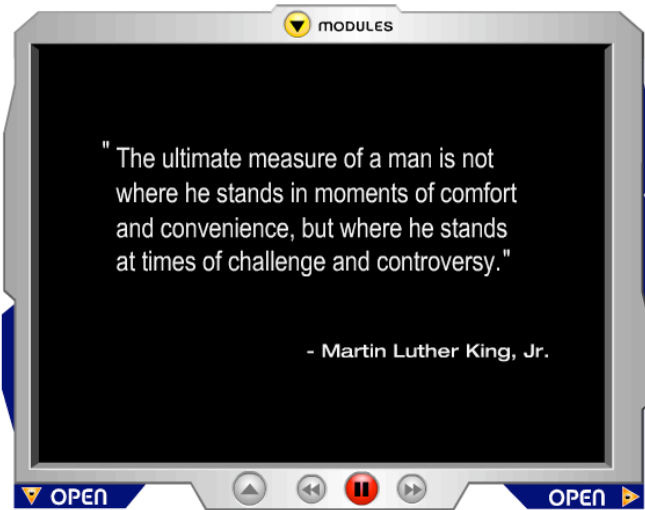 MODULES
" The ultimate measure of a man is not
where he stands in moments of comfort
and convenience, but where he stands
at times of challenge and controversy."
- Martin Luther King, Jr.
OPEN
OPEN